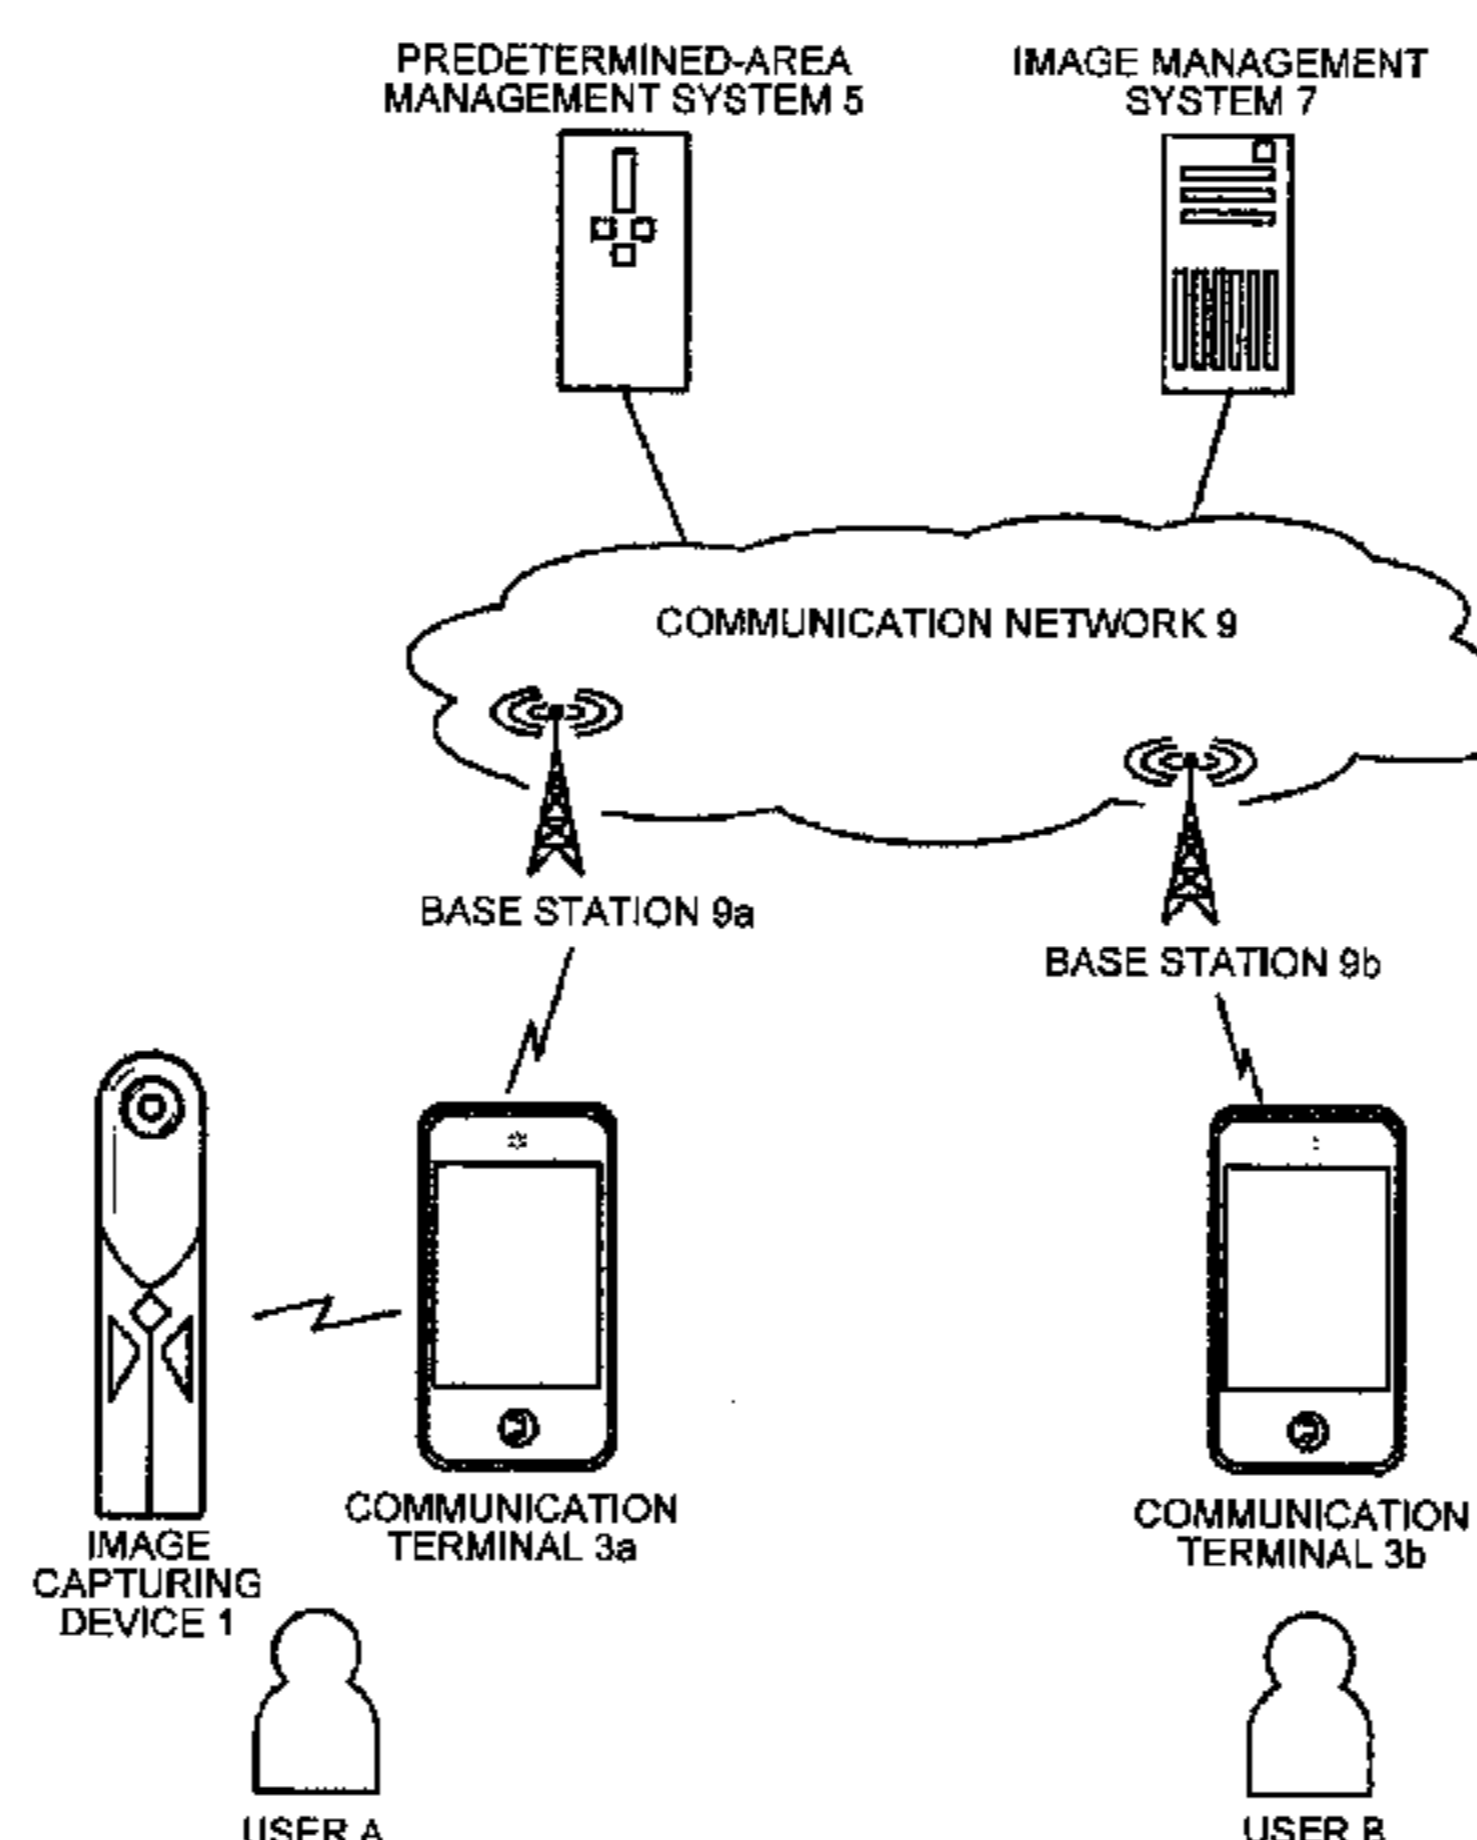 PREDETERMINED-AREA
MANAGEMENT SYSTEM 5
IMAGE MANAGEMENT
SYSTEM 7
COMMUNICATION NETWORK 9
BASE STATION 9a
BASE STATION 9b
IMAGE
CAPTURING
DEVICE 1
COMMUNICATION
TERMINAL 3a
COMMUNICATION
TERMINAL 3b
USER A
USER B